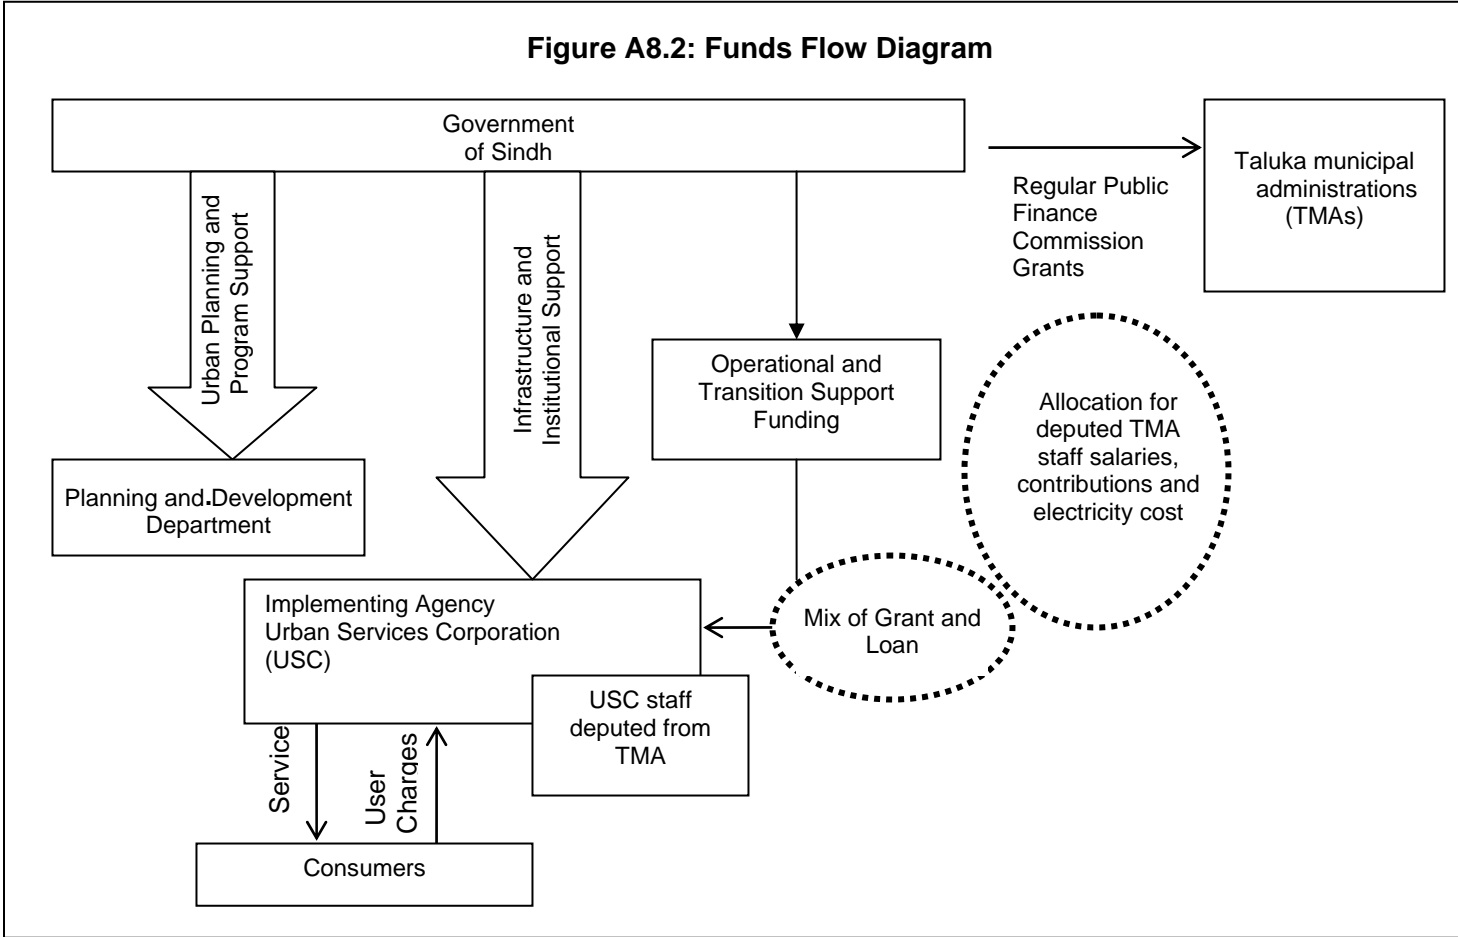 Figure A8.2: Funds Flow Diagram
Government
of Sindh
Taluka municipal
administrations
(TMAs)
Regular Public
Finance
Commission
Grants
Urban Planning and
Program Support
Infrastructure and
Institutional Support
Operational and
Transition Support
Funding
Allocation for
deputed TMA
staff salaries,
contributions and
electricity cost
Planning and.Development
Department
Implementing Agency
Urban Services Corporation
(USC)
Mix of Grant and
Loan
USC staff
deputed from
TMA
Service
User
Charges
Consumers